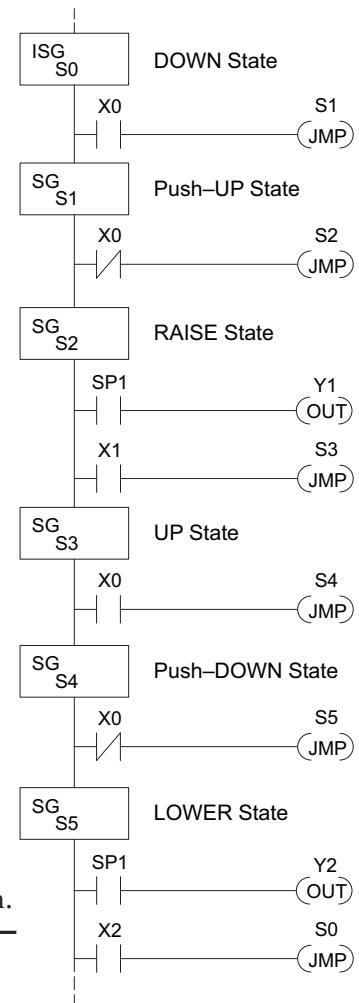 ISG
S0
DOWN State
X0
S1
JMP
SG
S1
Push–UP State
X0
S2
JMP
SG
S2
RAISE State
SP1
Y1
OUT
X1
S3
JMP
SG
S3
UP State
X0
S4
JMP
SG
S4
Push–DOWN State
X0
S5
JMP
SG
S5
LOWER State
SP1
Y2
OUT
X2
S0
JMP